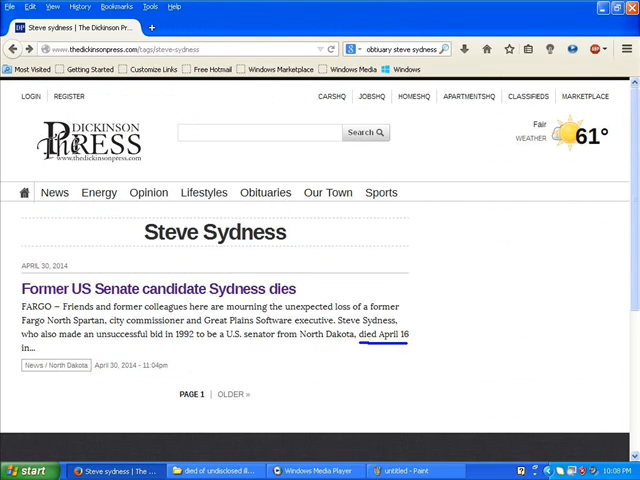 Steve sydness | The Dickinson Pr...
File Edit View History Bookmarks Tools Help
www.thedickinsonpress.com/tags/steve-sydness
obtiuary steve sydness
Most Visited Getting Started Customize Links Free Hotmail Windows Marketplace Windows Media Windows
LOGIN REGISTER CARSHQ JOBSHQ HOMESHQ APARTMENTSHQ CLASSIFIEDS MARKETPLACE
The DICKINSON PRESS
www.thedickinsonpress.com
Search
Fair
WEATHER
61°
News Energy Opinion Lifestyles Obituaries Our Town Sports
Steve Sydness
APRIL 30, 2014
Former US Senate candidate Sydness dies
FARGO – Friends and former colleagues here are mourning the unexpected loss of a former
Fargo North Spartan, city commissioner and Great Plains Software executive. Steve Sydness,
who also made an unsuccessful bid in 1992 to be a U.S. senator from North Dakota, died April 16
in...
News / North Dakota April 30, 2014 - 11:04pm
PAGE 1 | OLDER »
start Steve sydness | The ... died of undisclosed ill... Windows Media Player untitled - Paint 10:08 PM